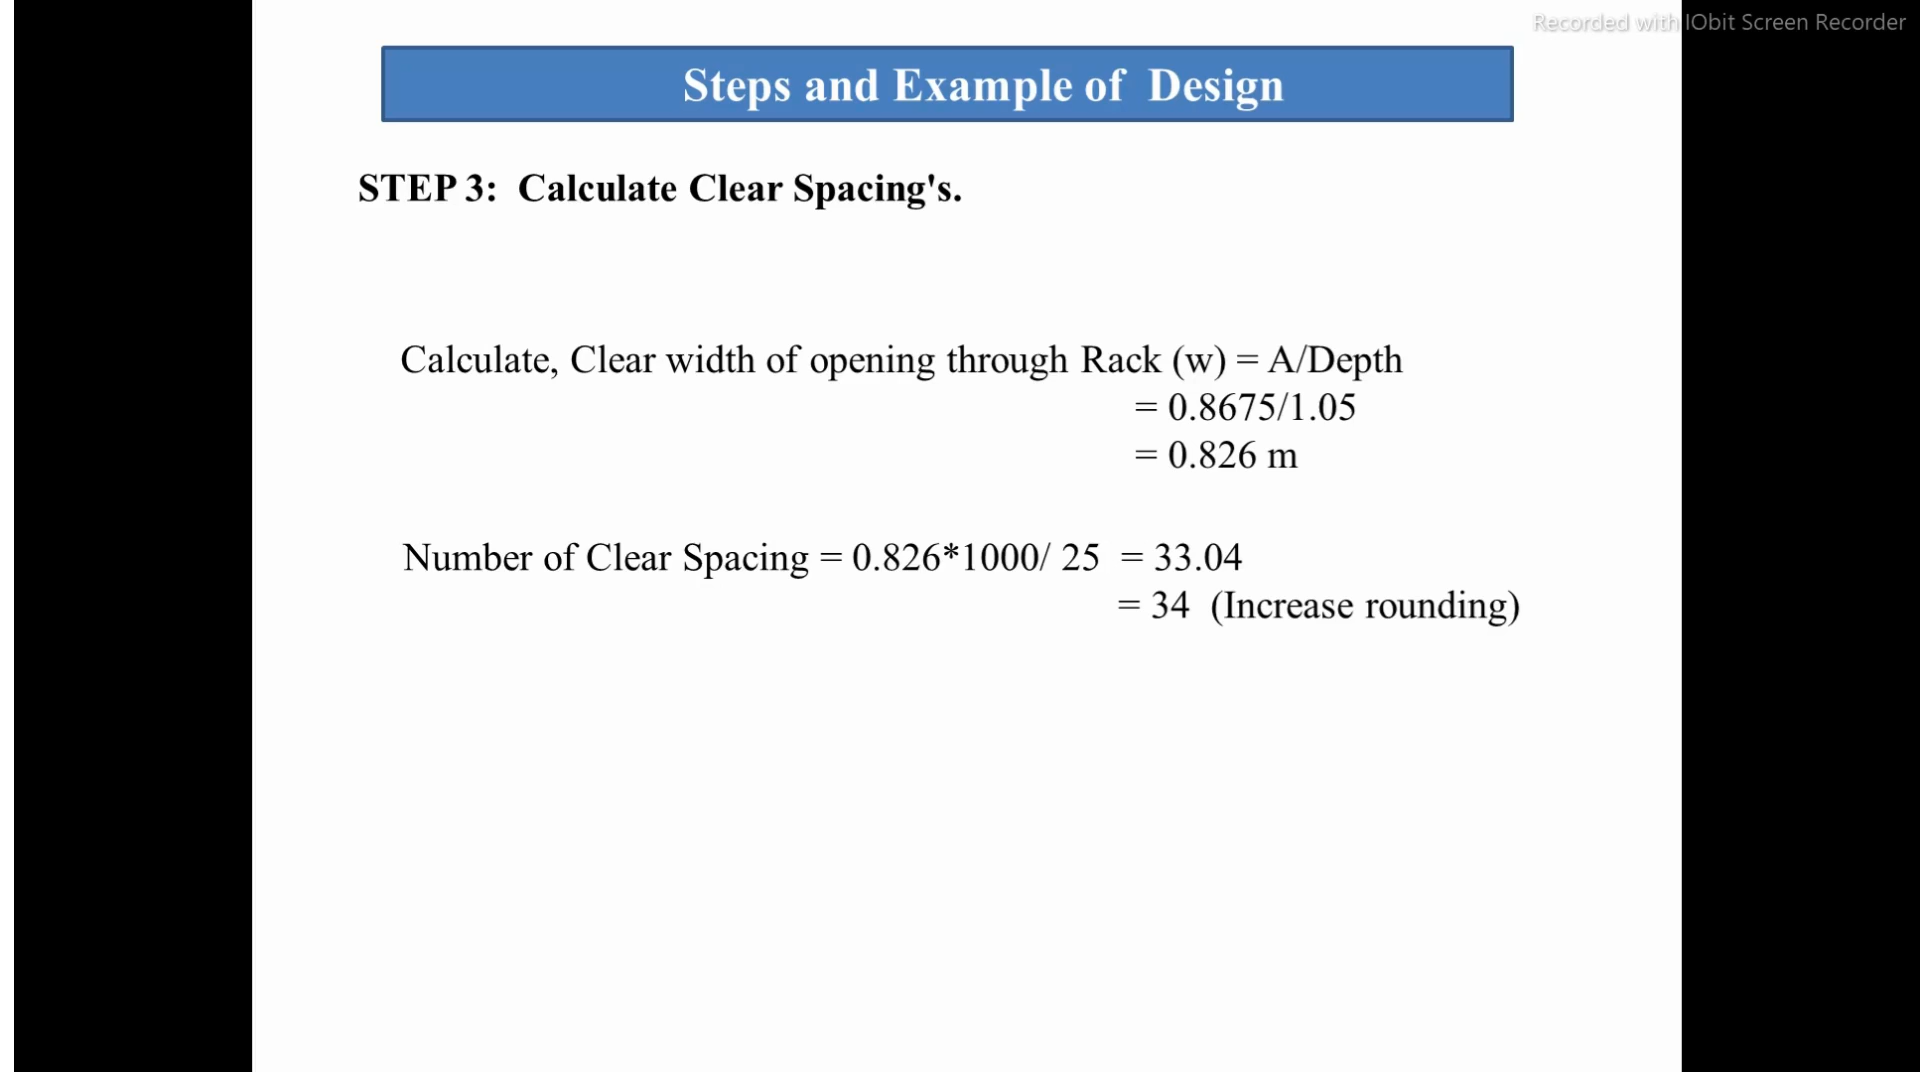 Recorded with IObit Screen Recorder
Steps and Example of Design
STEP 3: Calculate Clear Spacing's.
Calculate, Clear width of opening through Rack (w) = A/Depth
= 0.8675/1.05
= 0.826 m
Number of Clear Spacing = 0.826*1000/ 25 = 33.04
= 34 (Increase rounding)